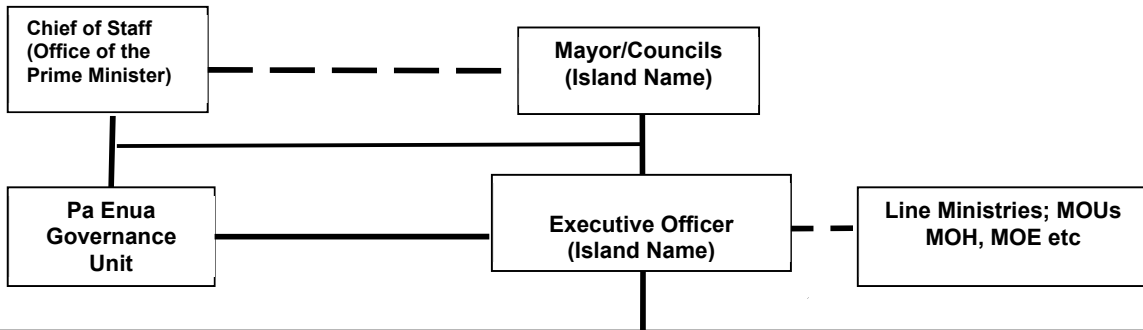 Chief of Staff
(Office of the
Prime Minister)
Mayor/Councils
(Island Name)
Pa Enua
Governance
Unit
Executive Officer
(Island Name)
Line Ministries; MOUs
MOH, MOE etc